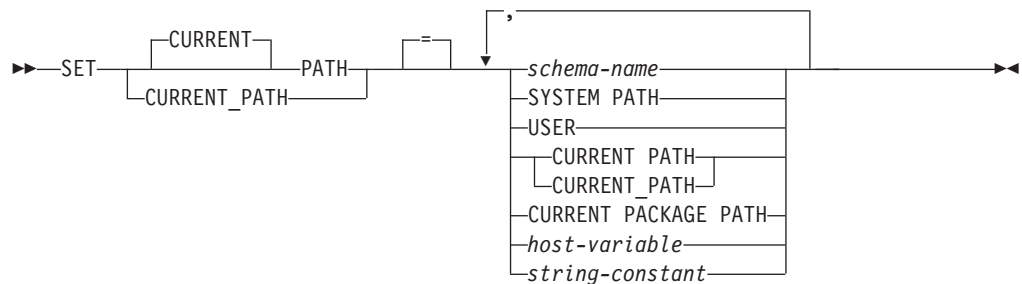 ,
CURRENT =
SET PATH schema-name
CURRENT_PATH SYSTEM PATH
USER
CURRENT PATH
CURRENT_PATH
CURRENT PACKAGE PATH
host-variable
string-constant